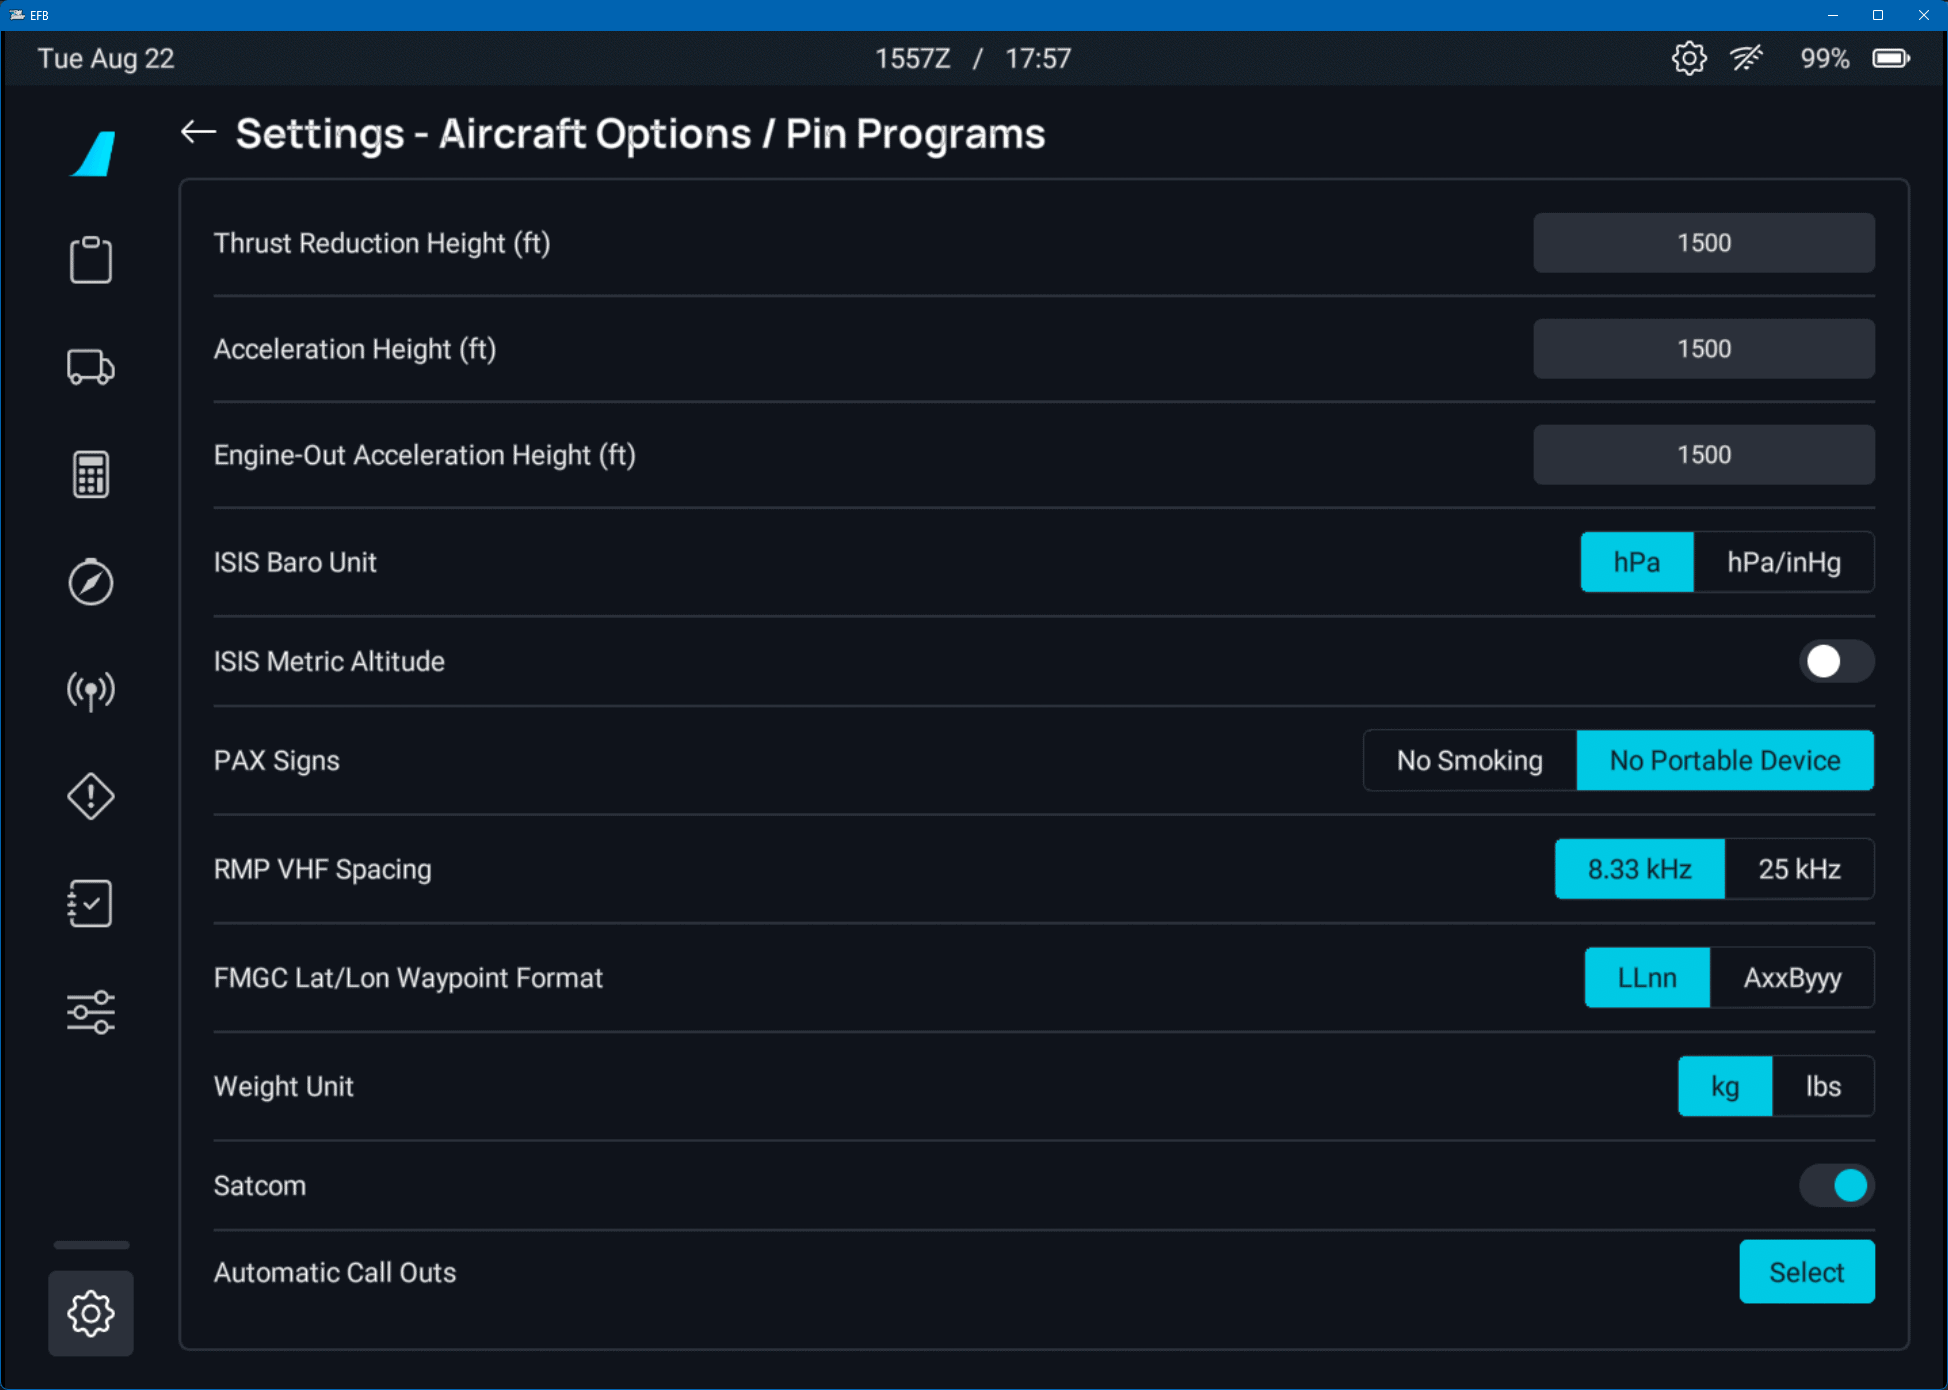 EFB
Tue Aug 22
1557Z / 17:57
99%
Settings - Aircraft Options / Pin Programs
Thrust Reduction Height (ft) 1500
Acceleration Height (ft) 1500
Engine-Out Acceleration Height (ft) 1500
ISIS Baro Unit hPa hPa/inHg
ISIS Metric Altitude
PAX Signs No Smoking No Portable Device
RMP VHF Spacing 8.33 kHz 25 kHz
FMGC Lat/Lon Waypoint Format LLnn AxxByyy
Weight Unit kg lbs
Satcom
Automatic Call Outs Select